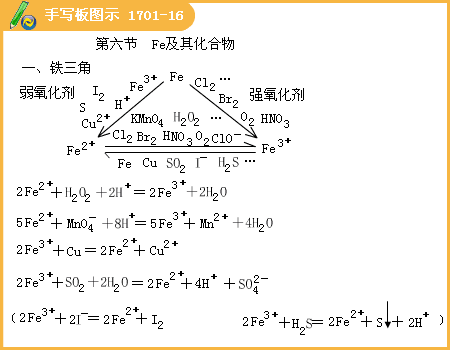 手写板图示 1701-16
第六节 Fe及其化合物
一、铁三角
弱氧化剂 I₂ S H⁺ Cu²⁺ Fe³⁺ Fe Cl₂ … Br₂ 强氧化剂 O₂ HNO₃
KMnO₄ H₂O₂ …
Cl₂ Br₂ HNO₃ O₂ ClO⁻
Fe²⁺ Fe³⁺
Fe Cu SO₂ I⁻ H₂S …
2Fe²⁺+H₂O₂+2H⁺=2Fe³⁺+2H₂O
5Fe²⁺+MnO₄⁻+8H⁺=5Fe³⁺+Mn²⁺+4H₂O
2Fe³⁺+Cu=2Fe²⁺+Cu²⁺
2Fe³⁺+SO₂+2H₂O=2Fe²⁺+4H⁺+SO₄²⁻
(2Fe³⁺+2I⁻=2Fe²⁺+I₂ 2Fe³⁺+H₂S=2Fe²⁺+S↓+2H⁺)